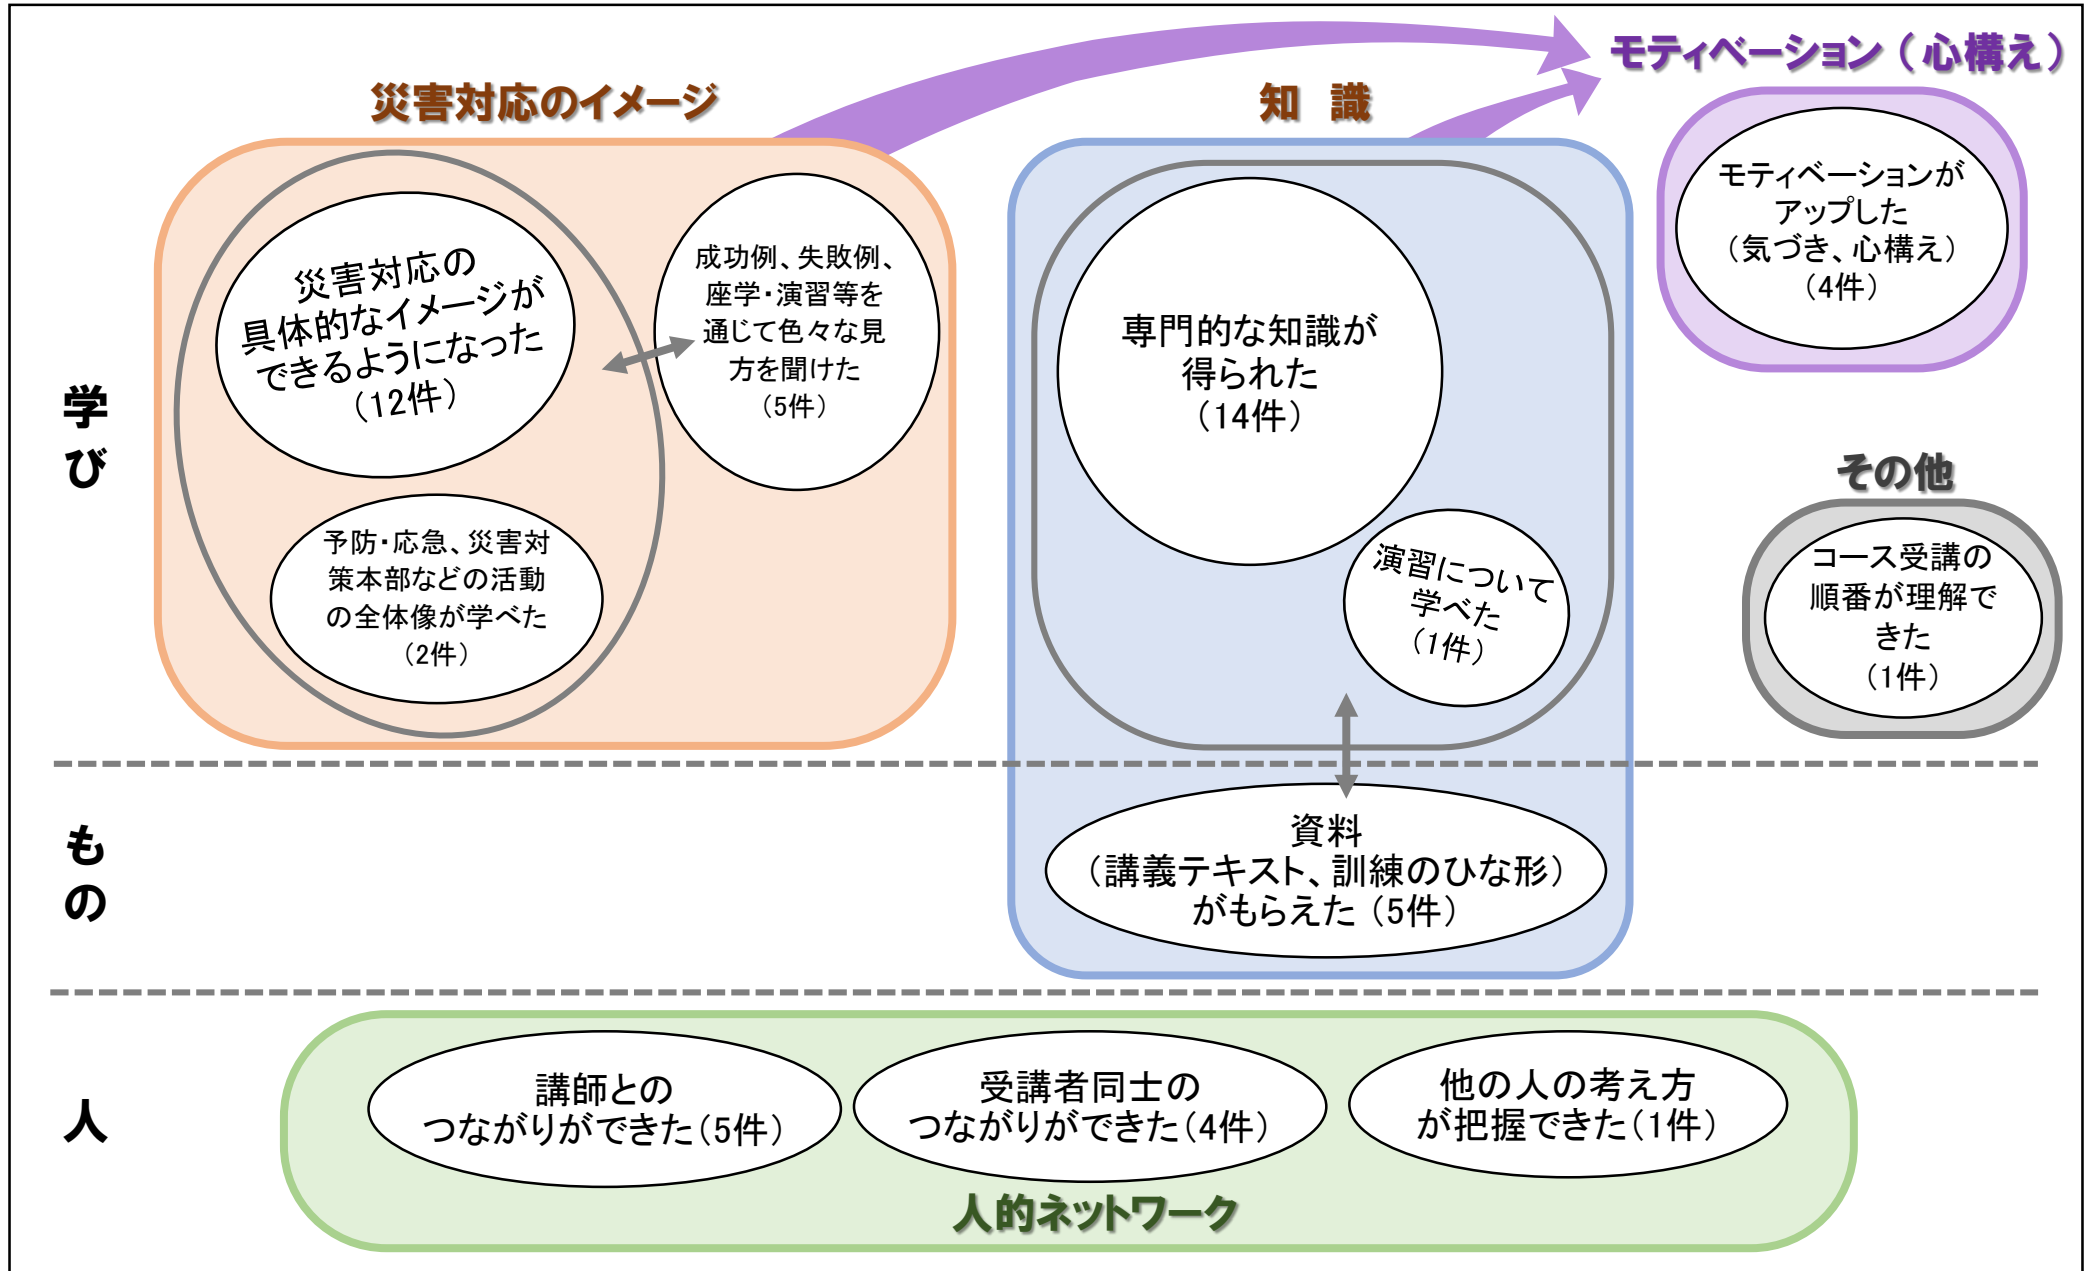 モティベーション（心構え）
災害対応のイメージ
知　識
モティベーションが
アップした
（気づき、心構え）
（4件）
災害対応の
具体的なイメージが
できるようになった
（12件）
成功例、失敗例、
座学・演習等を
通じて色々な見
方を聞けた
（5件）
専門的な知識が
得られた
（14件）
学び
その他
予防・応急、災害対
策本部などの活動
の全体像が学べた
（2件）
演習について
学べた
（1件）
コース受講の
順番が理解で
きた
（1件）
もの
資料
（講義テキスト、訓練のひな形）
がもらえた（5件）
人
講師との
つながりができた（5件）
受講者同士の
つながりができた（4件）
他の人の考え方
が把握できた（1件）
人的ネットワーク